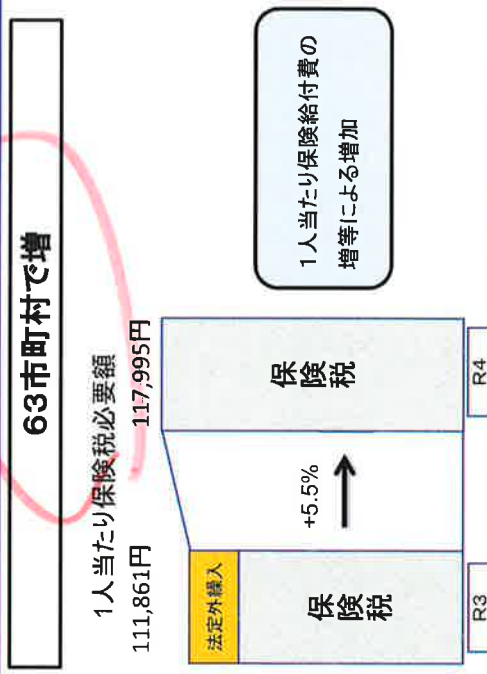 63市町村で増
1人当たり保険税必要額
111,861円
117,995円
法定外繰入
保険税
+5.5%
保険税
R3
R4
1人当たり保険給付費の
増等による増加